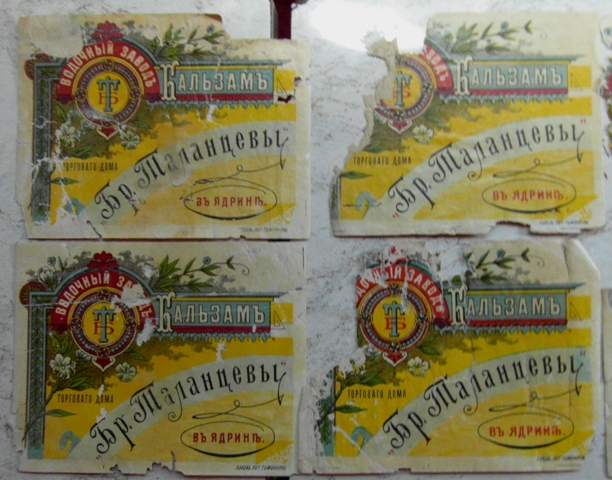 ВОДОЧНЫЙ ЗАВОДЪ
БАЛЬЗАМЪ
ТОРГОВАГО ДОМА
„Бр. Таланцевы“
ВЪ ЯДРИНѢ.
БАЛЬЗАМЪ
ТОРГОВАГО ДОМА
„Бр. Таланцевы“
ВЪ ЯДРИНѢ.
ВОДОЧНЫЙ
БАЛЬЗАМЪ
ТОРГОВАГО ДОМА
„Бр. Таланцевы“
ВЪ ЯДРИНѢ.
ЗАВОДЪ
БАЛЬЗАМЪ
ТОРГОВАГО ДОМА
„Бр. Таланцевы“
ВЪ ЯДРИНѢ.